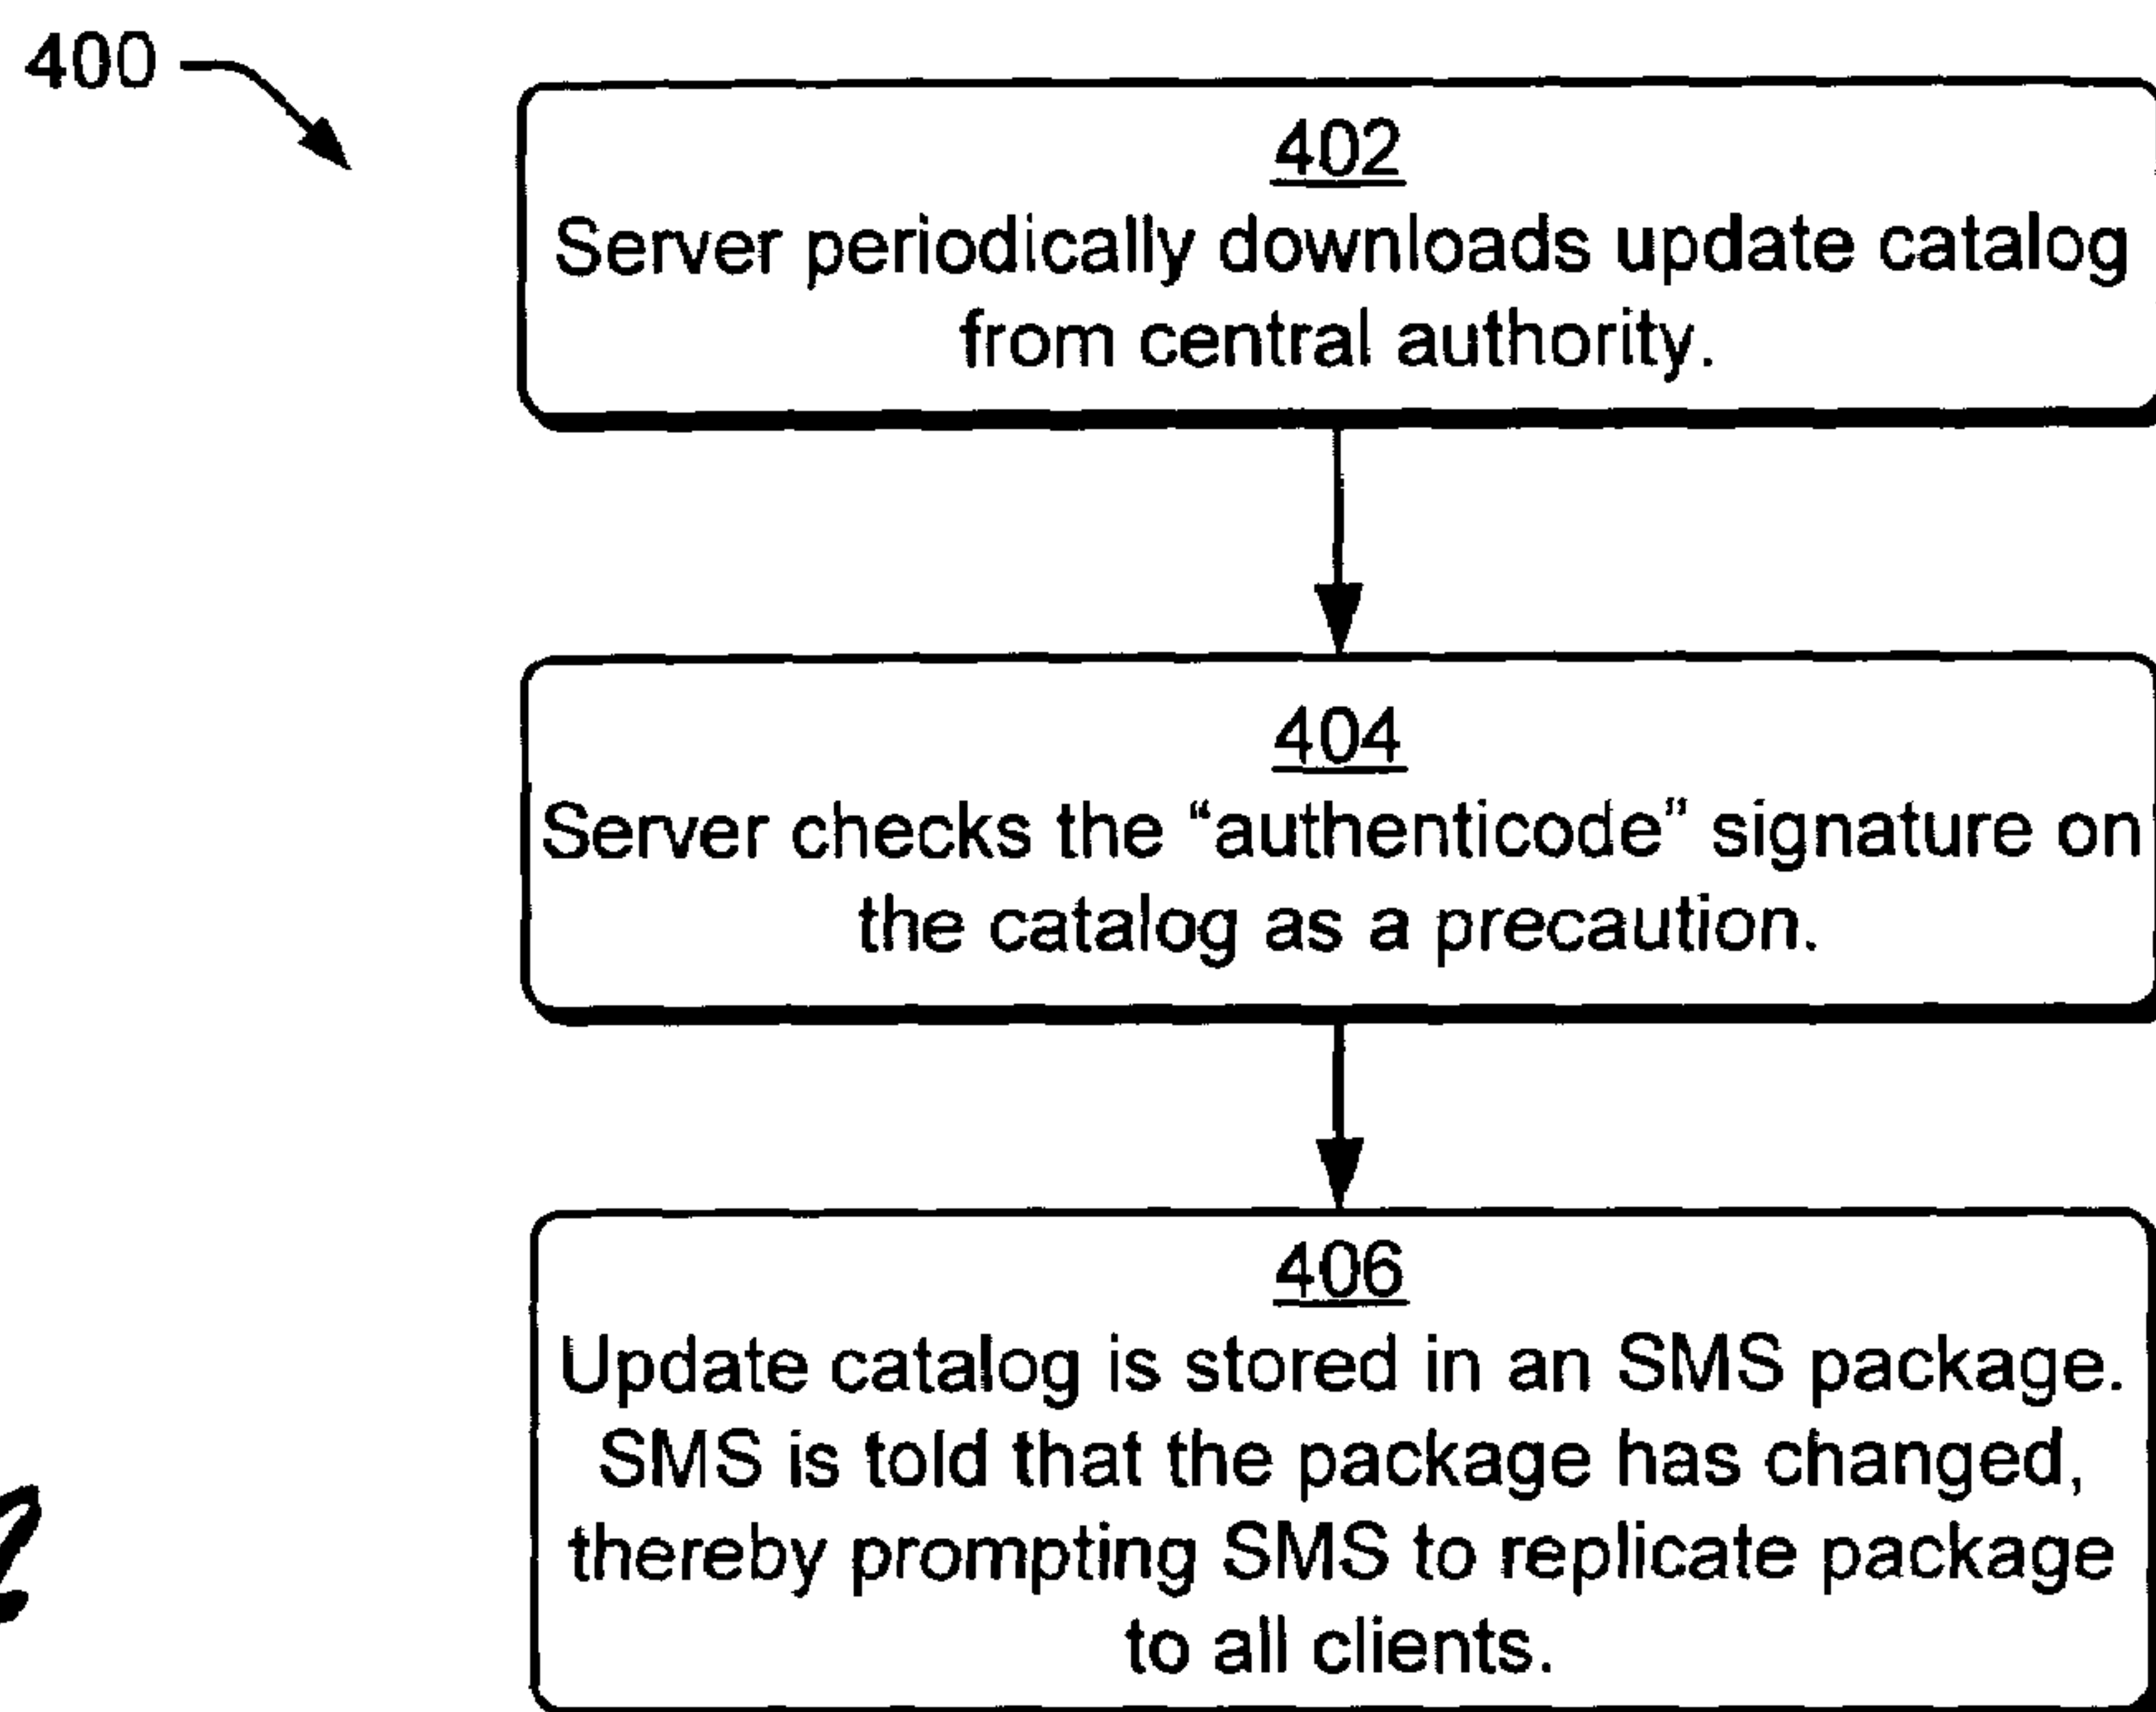 400
402
Server periodically downloads update catalog
from central authority.
404
Server checks the “authenticode” signature on
the catalog as a precaution.
406
Update catalog is stored in an SMS package.
SMS is told that the package has changed,
thereby prompting SMS to replicate package
to all clients.